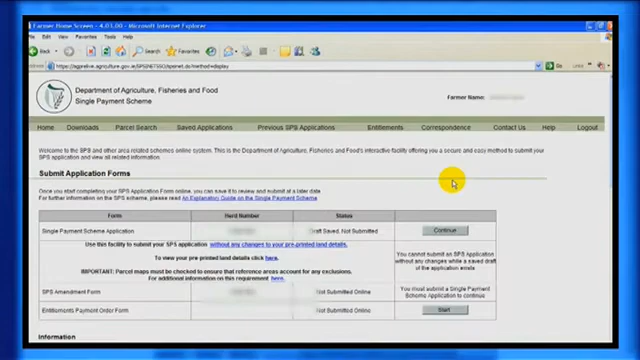 Farmer Home Screen - 4.03.00 - Microsoft Internet Explorer
File Edit View Favorites Tools Help
Back Search Favorites
Go Links
Department of Agriculture, Fisheries and Food
Single Payment Scheme
Farmer Name:
Home Downloads Parcel Search Saved Applications Previous SPS Applications Entitlements Correspondence Contact Us Help Logout
Welcome to the SPS and other area related schemes online system. This is the Department of Agriculture, Fisheries and Food's interactive facility offering you a secure and easy method to submit your
SPS application and view all related information.
Submit Application Forms
Once you start completing your SPS Application Form online, you can save it to review and submit at a later date.
For further information on the SPS scheme, please read An Explanatory Guide on the Single Payment Scheme
Form Herd Number Status
Single Payment Scheme Application Draft Saved, Not Submitted Continue
Use this facility to submit your SPS application without any changes to your pre-printed land details.
To view your pre-printed land details click here.
IMPORTANT: Parcel maps must be checked to ensure that reference areas account for any exclusions.
For additional information on this requirement here.
You cannot submit an SPS Application
without any changes while a saved draft
of the application exists
SPS Amendment Form Not Submitted Online
You must submit a Single Payment
Scheme Application to continue
Entitlements Payment Order Form Not Submitted Online Start
Information